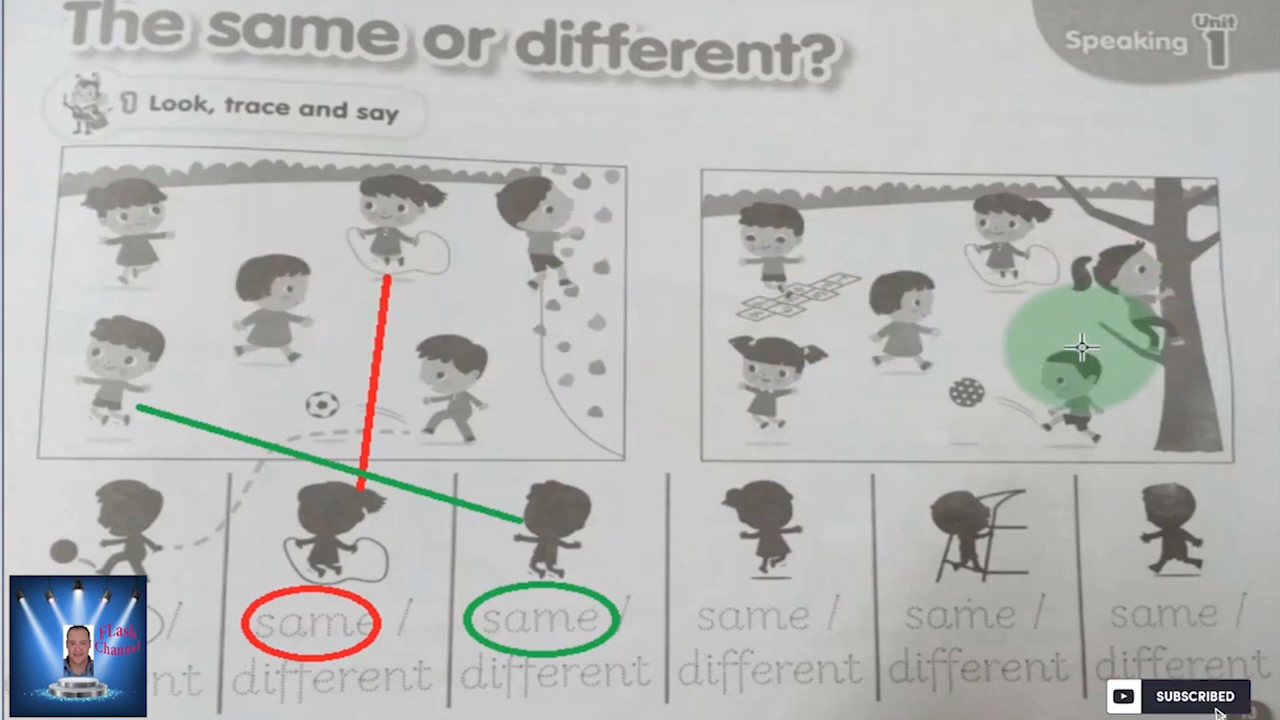 The same or different?
Speaking
Unit
1
1 Look, trace and say
same /
different
same /
different
same /
different
same /
different
same /
different
FLash
Channel
SUBSCRIBED